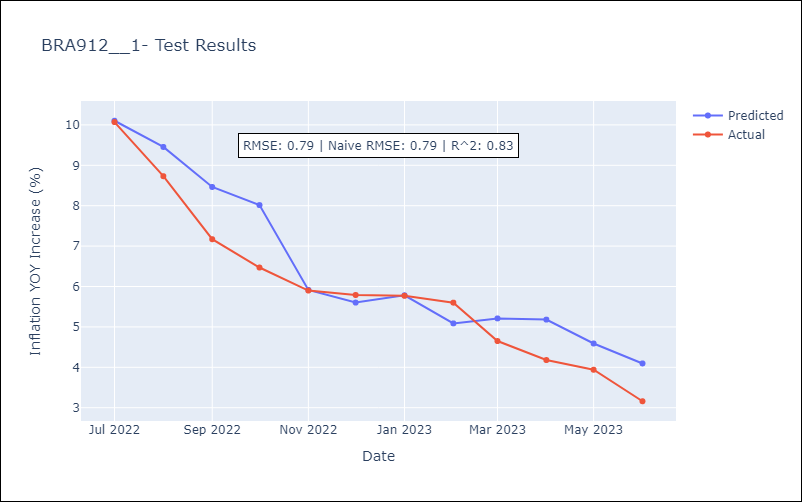 BRA912__1- Test Results
Predicted
Actual
RMSE: 0.79 | Naive RMSE: 0.79 | R^2: 0.83
Inflation YOY Increase (%)
10
9
8
7
6
5
4
3
Jul 2022 Sep 2022 Nov 2022 Jan 2023 Mar 2023 May 2023
Date